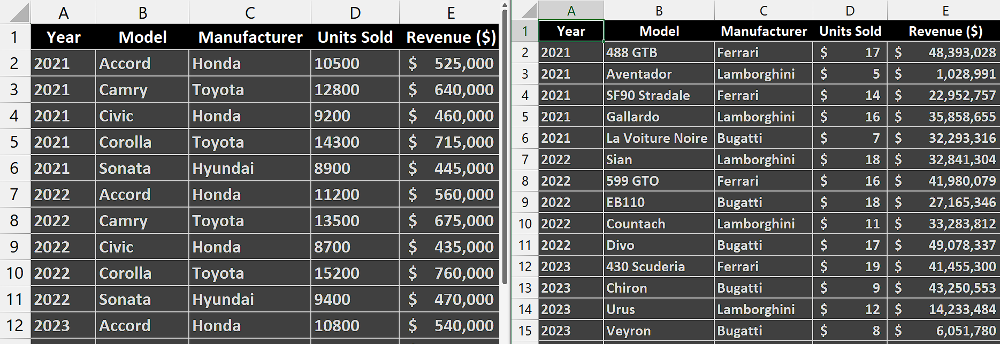 A B C D E
1 Year Model Manufacturer Units Sold Revenue ($)
2 2021 Accord Honda 10500 $ 525,000
3 2021 Camry Toyota 12800 $ 640,000
4 2021 Civic Honda 9200 $ 460,000
5 2021 Corolla Toyota 14300 $ 715,000
6 2021 Sonata Hyundai 8900 $ 445,000
7 2022 Accord Honda 11200 $ 560,000
8 2022 Camry Toyota 13500 $ 675,000
9 2022 Civic Honda 8700 $ 435,000
10 2022 Corolla Toyota 15200 $ 760,000
11 2022 Sonata Hyundai 9400 $ 470,000
12 2023 Accord Honda 10800 $ 540,000
A B C D E
1 Year Model Manufacturer Units Sold Revenue ($)
2 2021 488 GTB Ferrari $ 17 $ 48,393,028
3 2021 Aventador Lamborghini $ 5 $ 1,028,991
4 2021 SF90 Stradale Ferrari $ 14 $ 22,952,757
5 2021 Gallardo Lamborghini $ 16 $ 35,858,655
6 2021 La Voiture Noire Bugatti $ 7 $ 32,293,316
7 2022 Sian Lamborghini $ 18 $ 32,841,304
8 2022 599 GTO Ferrari $ 16 $ 41,980,079
9 2022 EB110 Bugatti $ 18 $ 27,165,346
10 2022 Countach Lamborghini $ 11 $ 33,283,812
11 2022 Divo Bugatti $ 17 $ 49,078,337
12 2023 430 Scuderia Ferrari $ 19 $ 41,455,300
13 2023 Chiron Bugatti $ 9 $ 43,250,553
14 2023 Urus Lamborghini $ 12 $ 14,233,484
15 2023 Veyron Bugatti $ 8 $ 6,051,780